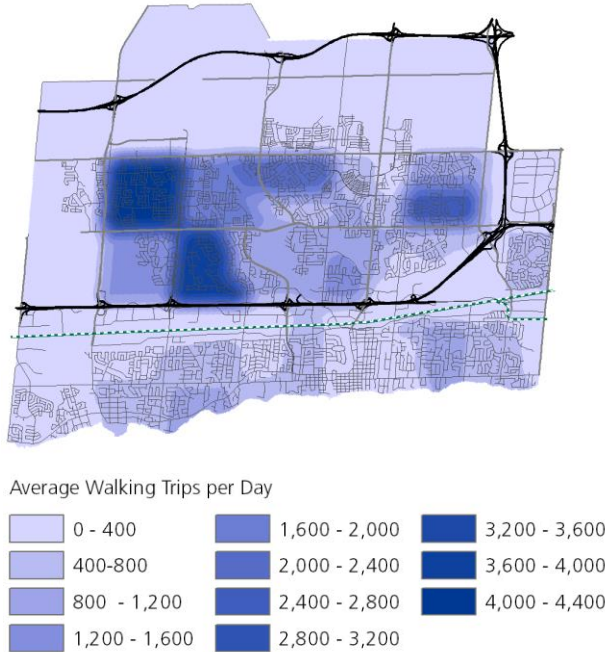 Average Walking Trips per Day
0 - 400
400-800
800 - 1,200
1,200 - 1,600
1,600 - 2,000
2,000 - 2,400
2,400 - 2,800
2,800 - 3,200
3,200 - 3,600
3,600 - 4,000
4,000 - 4,400